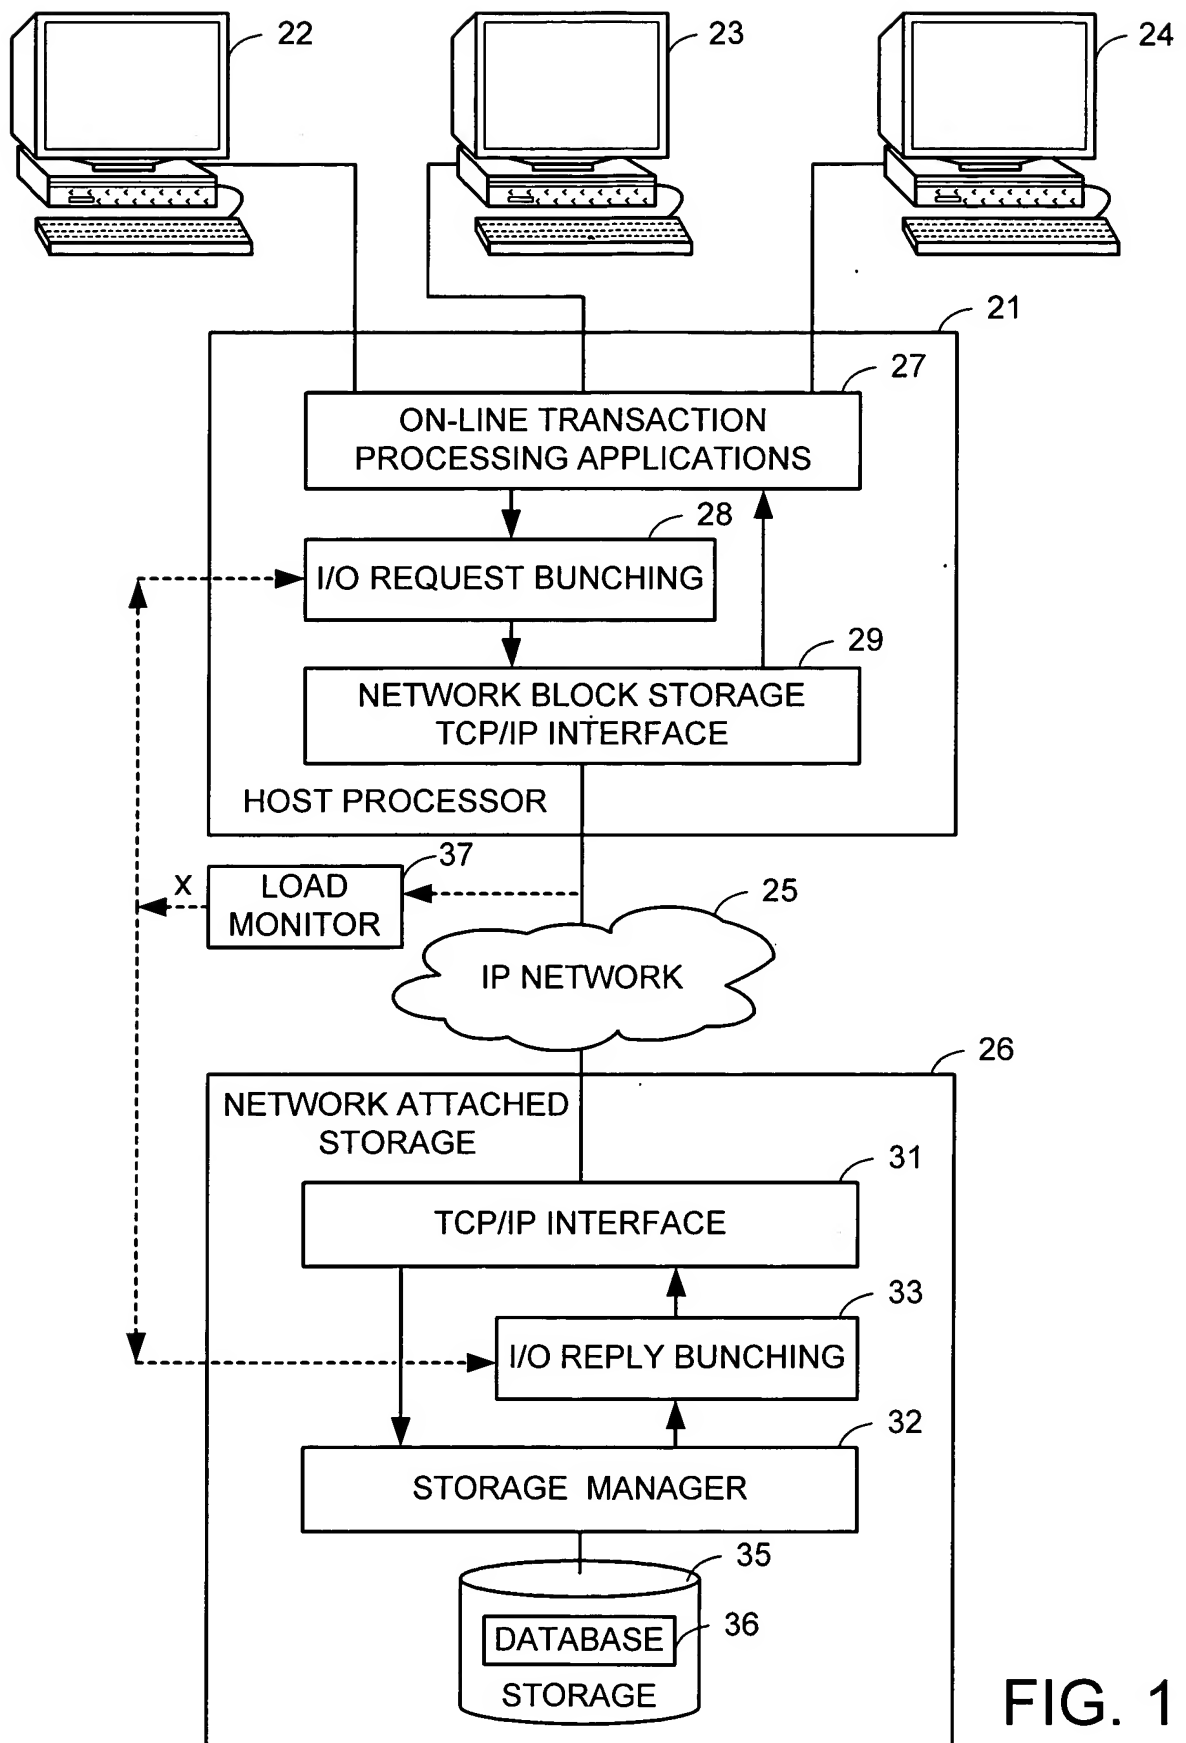 22
23
24
21
27
ON-LINE TRANSACTION
PROCESSING APPLICATIONS
28
I/O REQUEST BUNCHING
29
NETWORK BLOCK STORAGE
TCP/IP INTERFACE
HOST PROCESSOR
37
X
LOAD
MONITOR
25
IP NETWORK
26
NETWORK ATTACHED
STORAGE
31
TCP/IP INTERFACE
33
I/O REPLY BUNCHING
32
STORAGE MANAGER
35
DATABASE
36
STORAGE
FIG. 1